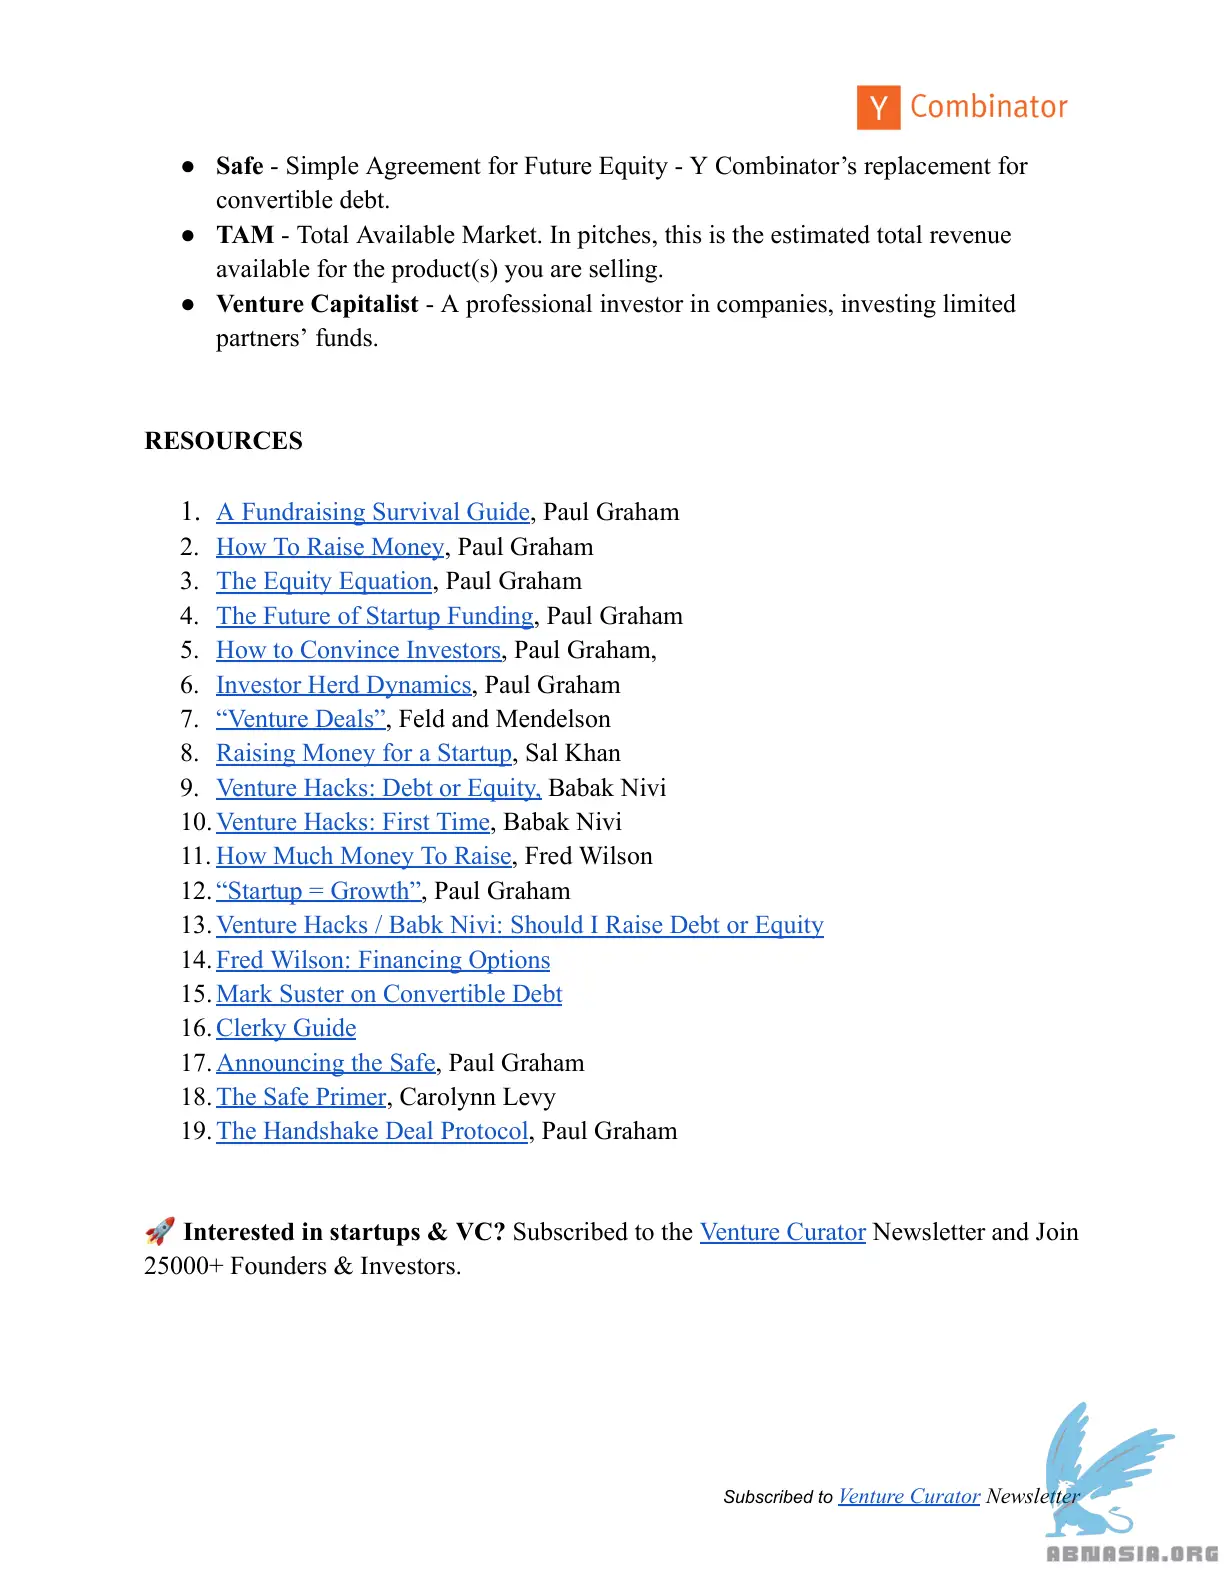 Y Combinator
● Safe - Simple Agreement for Future Equity - Y Combinator’s replacement for
convertible debt.
● TAM - Total Available Market. In pitches, this is the estimated total revenue
available for the product(s) you are selling.
● Venture Capitalist - A professional investor in companies, investing limited
partners’ funds.
RESOURCES
1. A Fundraising Survival Guide, Paul Graham
2. How To Raise Money, Paul Graham
3. The Equity Equation, Paul Graham
4. The Future of Startup Funding, Paul Graham
5. How to Convince Investors, Paul Graham,
6. Investor Herd Dynamics, Paul Graham
7. “Venture Deals”, Feld and Mendelson
8. Raising Money for a Startup, Sal Khan
9. Venture Hacks: Debt or Equity, Babak Nivi
10. Venture Hacks: First Time, Babak Nivi
11. How Much Money To Raise, Fred Wilson
12. “Startup = Growth”, Paul Graham
13. Venture Hacks / Babk Nivi: Should I Raise Debt or Equity
14. Fred Wilson: Financing Options
15. Mark Suster on Convertible Debt
16. Clerky Guide
17. Announcing the Safe, Paul Graham
18. The Safe Primer, Carolynn Levy
19. The Handshake Deal Protocol, Paul Graham
🚀 Interested in startups & VC? Subscribed to the Venture Curator Newsletter and Join
25000+ Founders & Investors.
Subscribed to Venture Curator Newsletter
ABNASIA.ORG